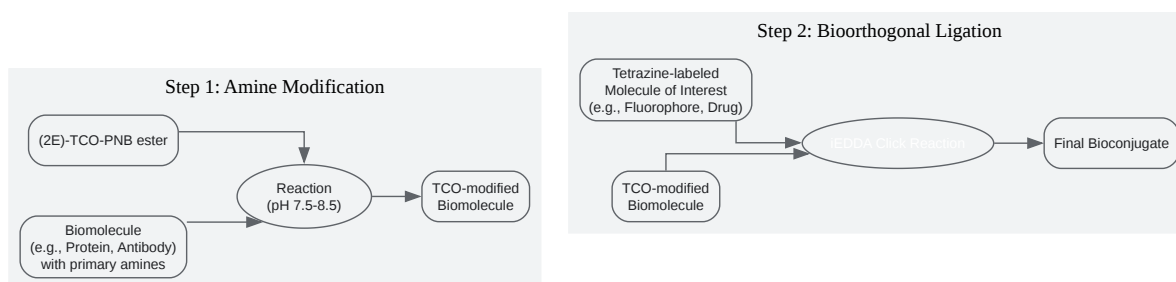 Step 1: Amine Modification
(2E)-TCO-PNB ester
Biomolecule
(e.g., Protein, Antibody)
with primary amines
Reaction
(pH 7.5-8.5)
TCO-modified
Biomolecule
Step 2: Bioorthogonal Ligation
Tetrazine-labeled
Molecule of Interest
(e.g., Fluorophore, Drug)
TCO-modified
Biomolecule
iEDDA Click Reaction
Final Bioconjugate